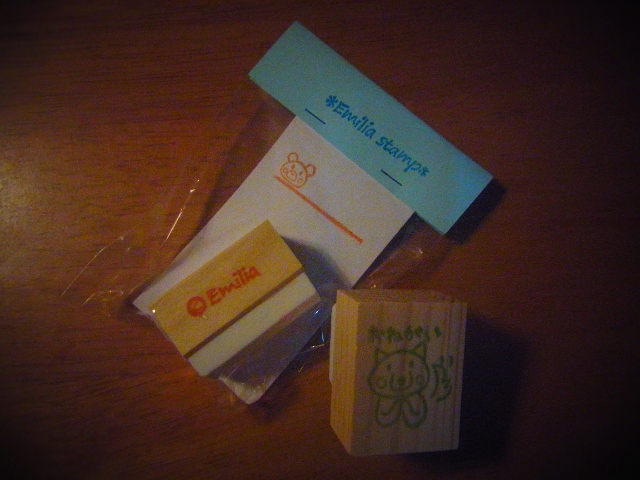 *Emilia stamp*
Emilia
おねがい